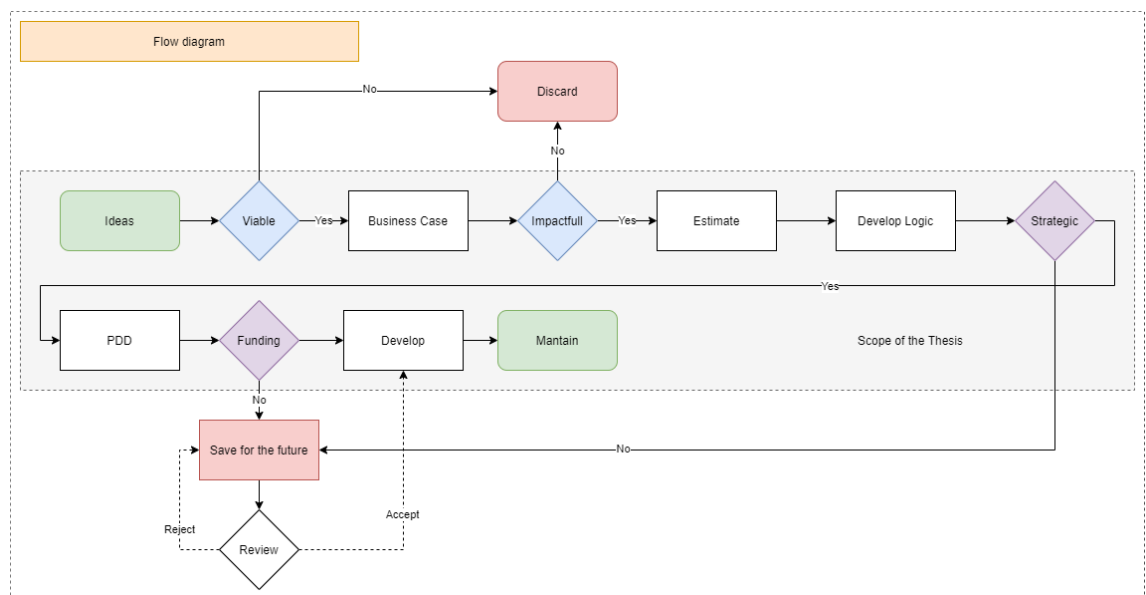 Flow diagram
No
Discard
No
Ideas
Viable
Yes
Business Case
Impactfull
Yes
Estimate
Develop Logic
Strategic
Yes
PDD
Funding
Develop
Mantain
Scope of the Thesis
No
Save for the future
No
Reject
Accept
Review